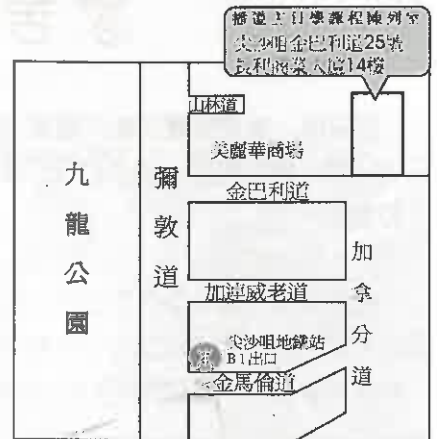 播道主日學課程陳列室
尖沙咀金巴利道25號
長利商業大廈14樓
山林道
美麗華商場
金巴利道
九龍公園
彌敦道
加拿分道
加連威老道
尖沙咀地鐵站
B1出口
金馬倫道